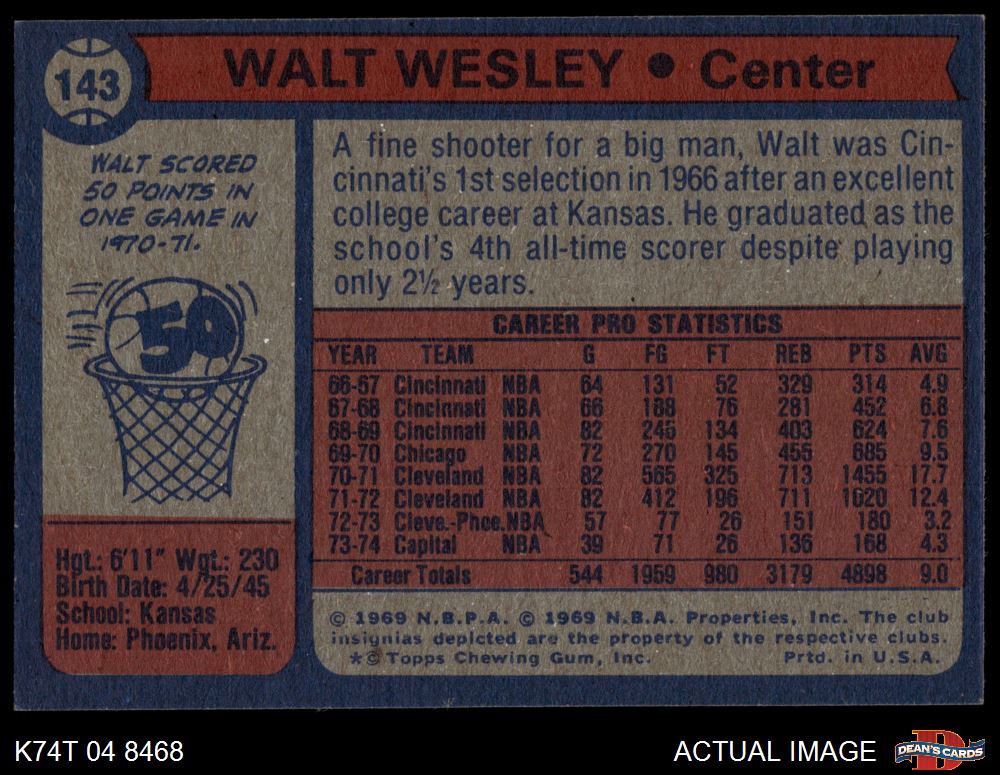 143
WALT WESLEY • Center
WALT SCORED
50 POINTS IN
ONE GAME IN
1970-71.
50
A fine shooter for a big man, Walt was Cin-
cinnati's 1st selection in 1966 after an excellent
college career at Kansas. He graduated as the
school's 4th all-time scorer despite playing
only 2½ years.
CAREER PRO STATISTICS
YEAR TEAM G FG FT REB PTS AVG
66-67 Cincinnati NBA 64 131 52 329 314 4.9
67-68 Cincinnati NBA 66 188 76 281 452 6.8
68-69 Cincinnati NBA 82 245 134 403 624 7.6
69-70 Chicago NBA 72 270 145 455 685 9.5
70-71 Cleveland NBA 82 565 325 713 1455 17.7
71-72 Cleveland NBA 82 412 196 711 1020 12.4
72-73 Cleve.-Phoe.NBA 57 77 26 151 180 3.2
73-74 Capital NBA 39 71 26 136 168 4.3
Career Totals 544 1959 980 3179 4898 9.0
Hgt.: 6'11" Wgt.: 230
Birth Date: 4/25/45
School: Kansas
Home: Phoenix, Ariz.
© 1969 N.B.P.A. © 1969 N.B.A. Properties, Inc. The club
insignias depicted are the property of the respective clubs.
*© Topps Chewing Gum, Inc. Prtd. in U.S.A.
K74T 04 8468
ACTUAL IMAGE
D
DEAN'S CARDS